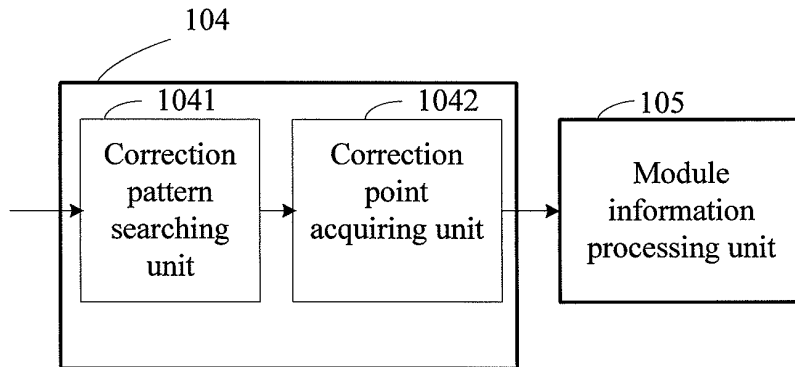 104
1041
Correction
pattern
searching
unit
1042
Correction
point
acquiring unit
105
Module
information
processing unit